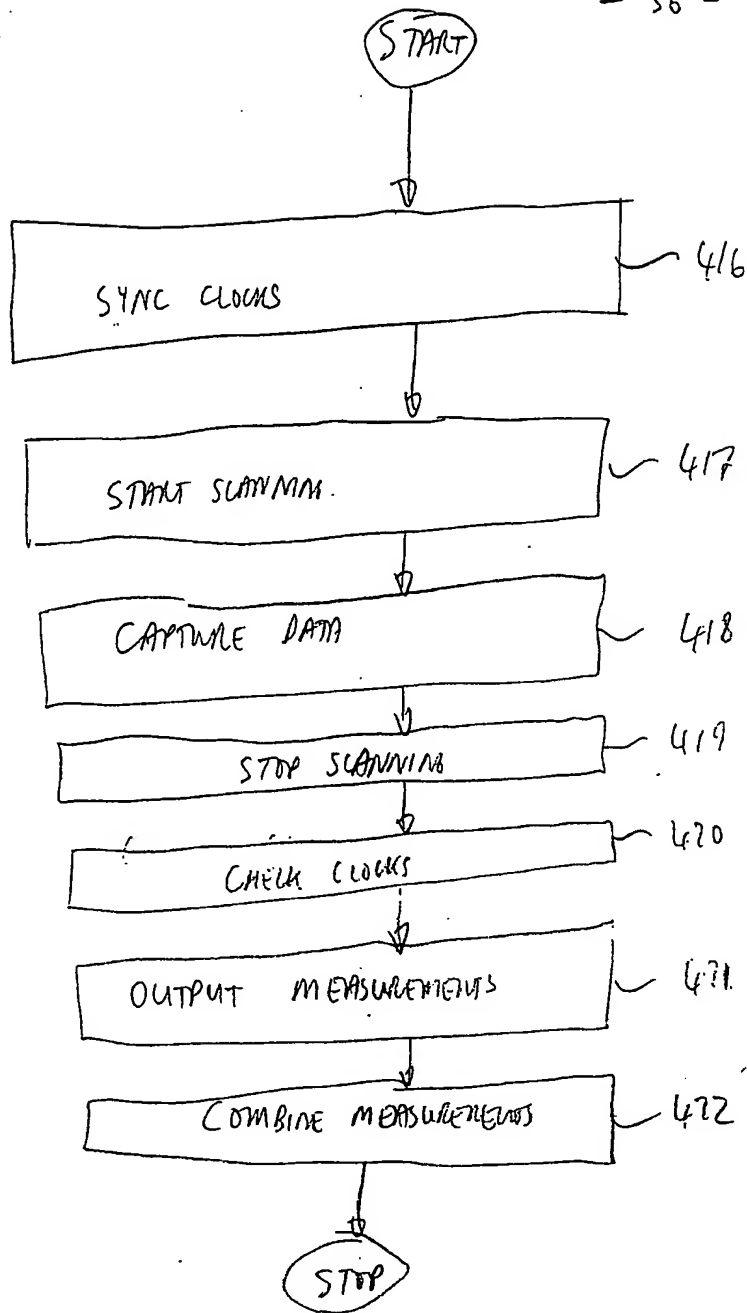 - 36 -
START
SYNC CLOCKS
416
START SCANNING.
417
CAPTURE DATA
418
STOP SCANNING
419
CHECK CLOCKS
420
OUTPUT MEASUREMENTS
421.
COMBINE MEASUREMENTS
422
STOP